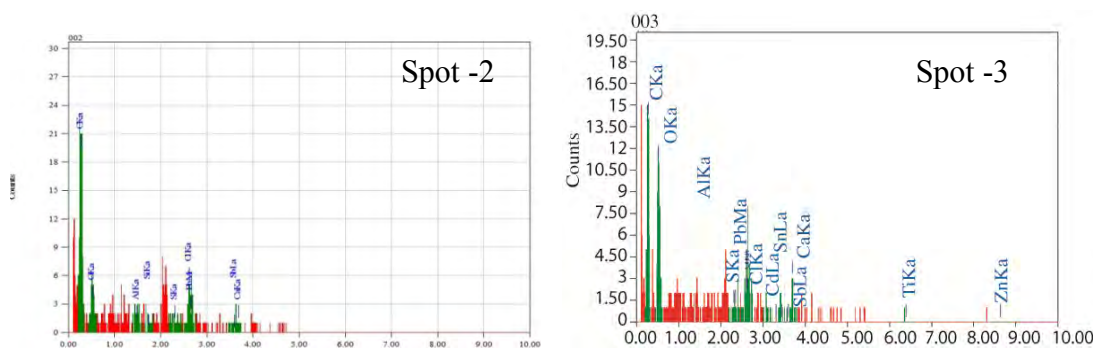 002
Spot -2
30
27
24
21
18
15
12
9
6
3
0
CKa
OKa
AlKa
SiKa
SKa
ClKa
SbLa
CaKa
Counts
0.00 1.00 2.00 3.00 4.00 5.00 6.00 7.00 8.00 9.00 10.00
003
Spot -3
19.50
18
16.50
15
13.50
12
10.50
9
7.50
6
4.50
3
1.50
0
Counts
CKa
OKa
AlKa
SKa
PbMa
ClKa
CdLa
SnLa
SbLa
CaKa
TiKa
ZnKa
0.00 1.00 2.00 3.00 4.00 5.00 6.00 7.00 8.00 9.00 10.00